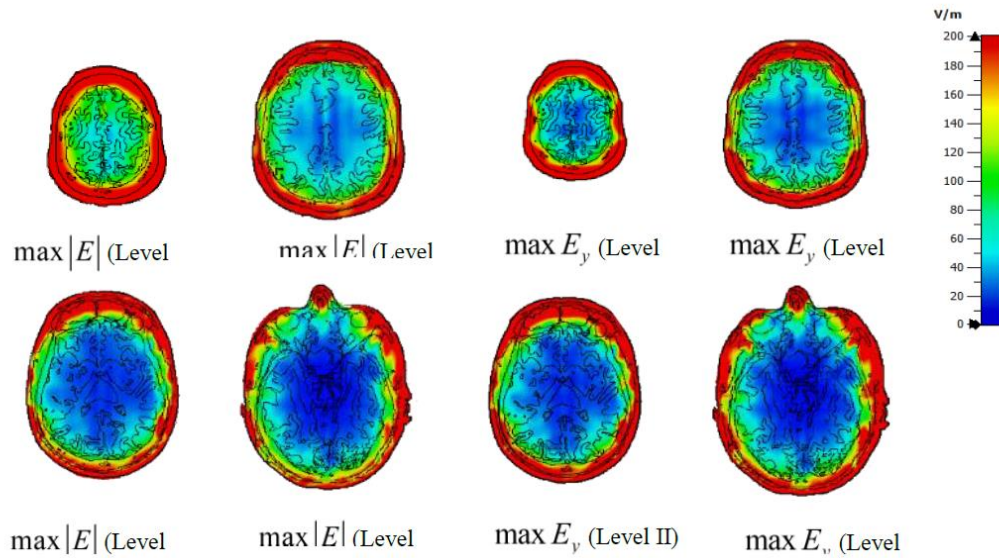 V/m
200
180
160
140
120
100
80
60
40
20
0
max |E| (Level
max |E| (Level
max E_y (Level
max E_y (Level
max |E| (Level
max |E| (Level
max E_y (Level II)
max E_y (Level